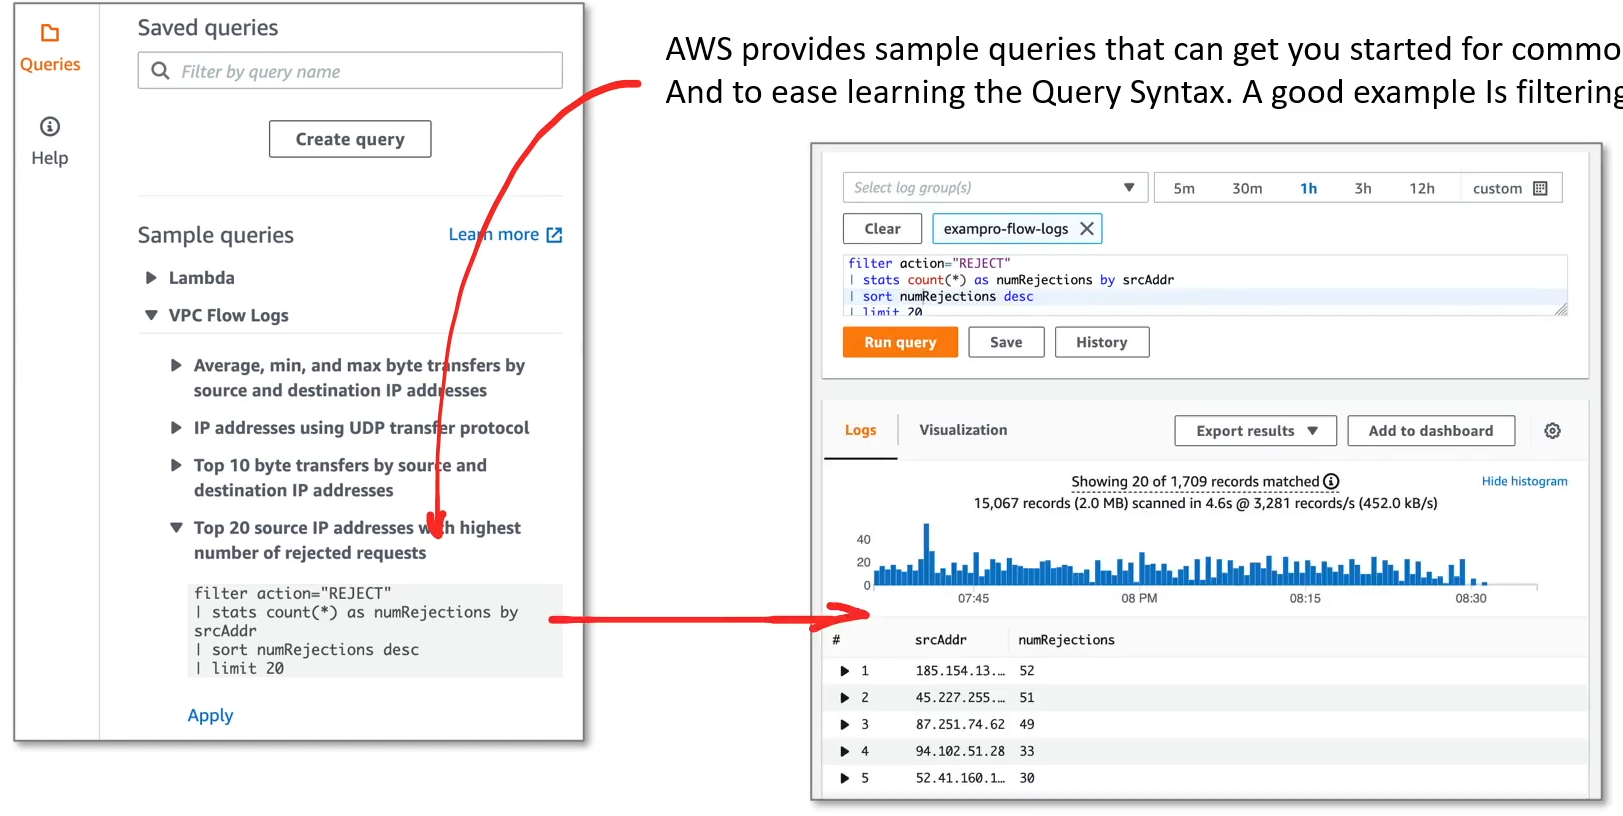 Queries
Help
Saved queries
Filter by query name
Create query
Sample queries
Learn more
Lambda
VPC Flow Logs
Average, min, and max byte transfers by
source and destination IP addresses
IP addresses using UDP transfer protocol
Top 10 byte transfers by source and
destination IP addresses
Top 20 source IP addresses with highest
number of rejected requests
filter action="REJECT"
| stats count(*) as numRejections by
srcAddr
| sort numRejections desc
| limit 20
Apply
AWS provides sample queries that can get you started for commo
And to ease learning the Query Syntax. A good example Is filtering
Select log group(s)
5m 30m 1h 3h 12h custom
Clear exampro-flow-logs
filter action="REJECT"
| stats count(*) as numRejections by srcAddr
| sort numRejections desc
| limit 20
Run query Save History
Logs Visualization Export results Add to dashboard
Showing 20 of 1,709 records matched
Hide histogram
15,067 records (2.0 MB) scanned in 4.6s @ 3,281 records/s (452.0 kB/s)
40
20
0
07:45 08 PM 08:15 08:30
# srcAddr numRejections
1 185.154.13.… 52
2 45.227.255.… 51
3 87.251.74.62 49
4 94.102.51.28 33
5 52.41.160.1… 30